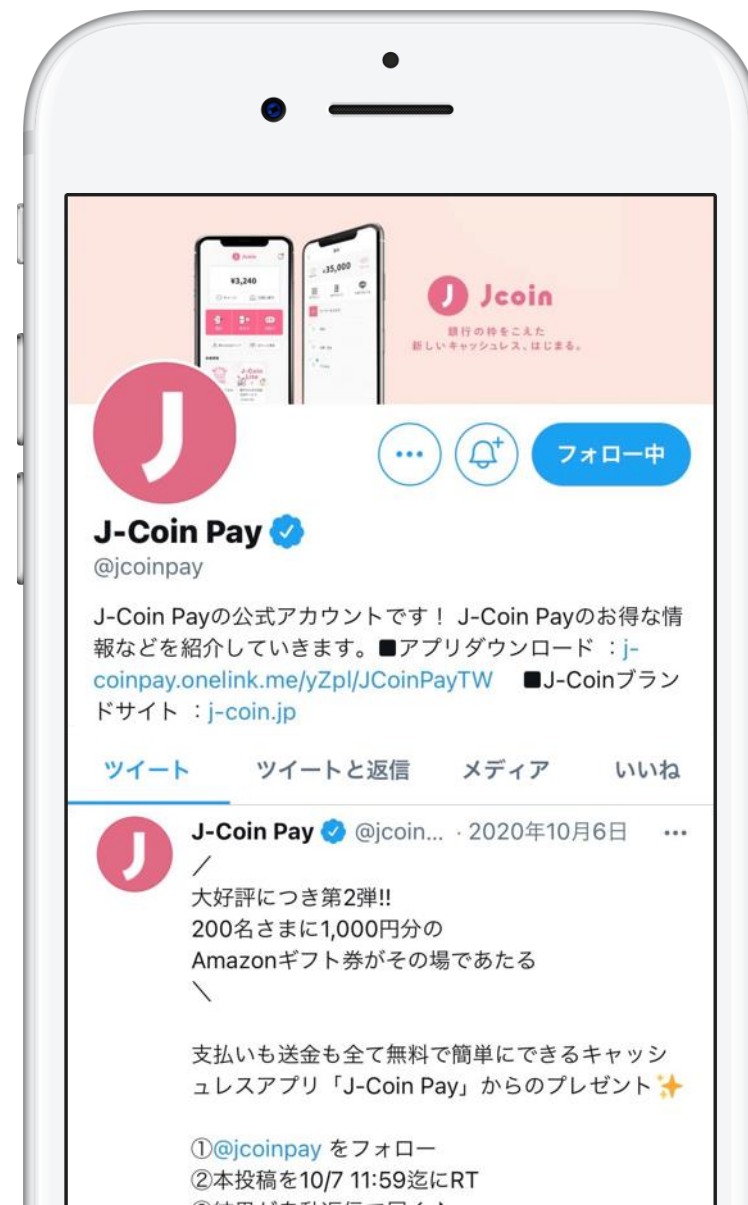 Jcoin
¥3,240
35,000
J Jcoin
銀行の枠をこえた
新しいキャッシュレス、はじまる。
J
フォロー中
J-Coin Pay
@jcoinpay
J-Coin Payの公式アカウントです! J-Coin Payのお得な情
報などを紹介していきます。■アプリダウンロード :j-
coinpay.onelink.me/yZpI/JCoinPayTW ■J-Coinブラン
ドサイト :j-coin.jp
ツイート ツイートと返信 メディア いいね
J
J-Coin Pay @jcoin... · 2020年10月6日 ...
/
大好評につき第2弾!!
200名さまに1,000円分の
Amazonギフト券がその場であたる
\
支払いも送金も全て無料で簡単にできるキャッシ
ュレスアプリ「J-Coin Pay」からのプレゼント✨
①@jcoinpay をフォロー
②本投稿を10/7 11:59迄にRT